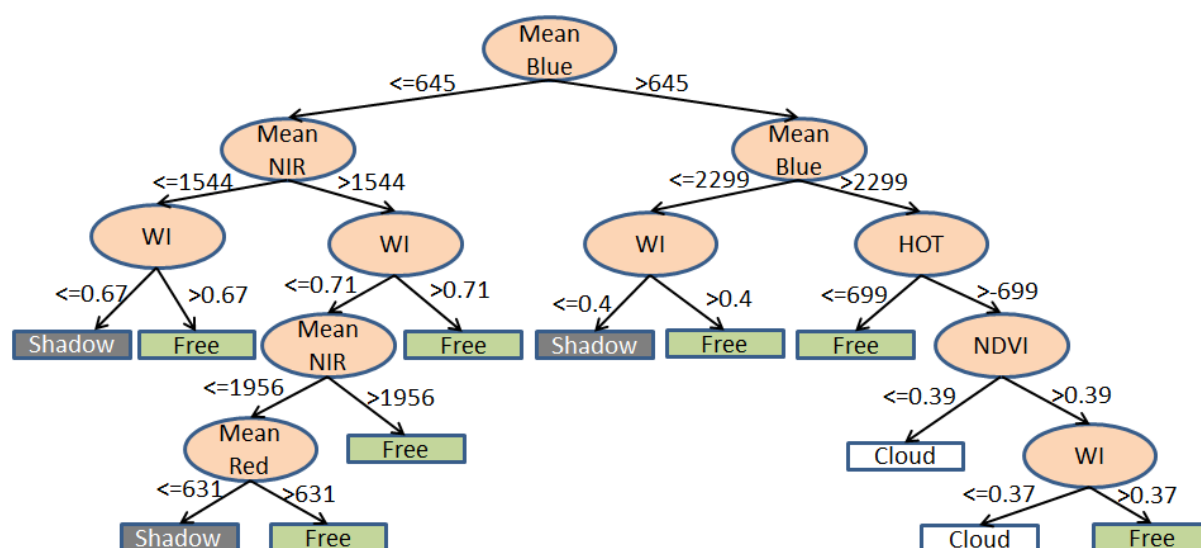 Mean
Blue
<=645
>645
Mean
NIR
Mean
Blue
<=1544
>1544
<=2299
>2299
WI
WI
WI
HOT
<=0.67
>0.67
<=0.71
>0.71
<=0.4
>0.4
<=699
>-699
Shadow
Free
Mean
NIR
Free
Shadow
Free
Free
NDVI
<=1956
>1956
<=0.39
>0.39
Mean
Red
Free
Cloud
WI
<=631
>631
<=0.37
>0.37
Shadow
Free
Cloud
Free